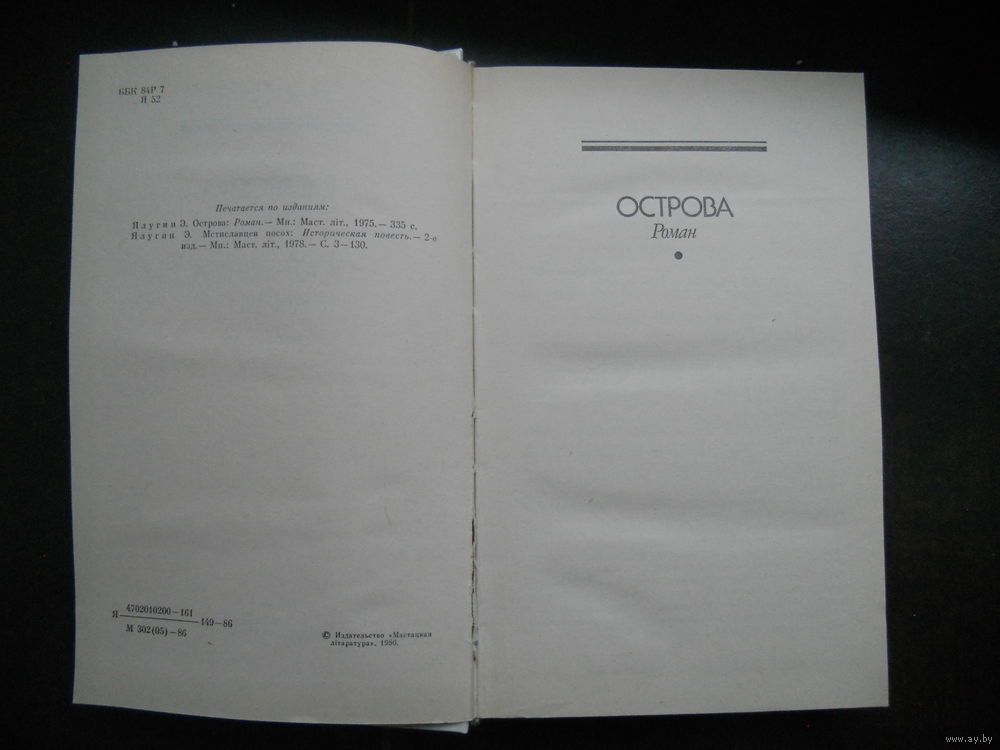 ББК 84Р 7
Я 52
Печатается по изданиям:
Ялугин Э. Острова: Роман.— Мн.: Маст. літ., 1975.— 335 с.
Ялугин Э. Мстиславцев посох: Историческая повесть.— 2-е
изд.— Мн.: Маст. літ., 1978.— С. 3—130.
Я 4702010200—161 149—86
М 302(05)—86
© Издательство «Мастацкая
літаратура», 1986.
ОСТРОВА
Роман
www.ay.by